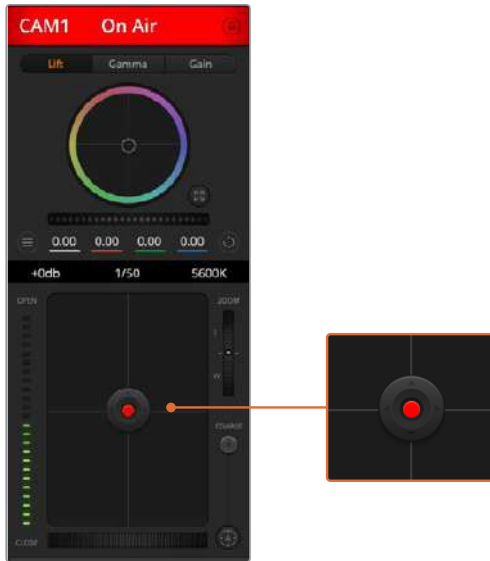 CAM1 On Air
Lift Gamma Gain
0.00 0.00 0.00 0.00
+0db 1/50 5600K
OPEN ZOOM
T
W
COARSE
CLOSE